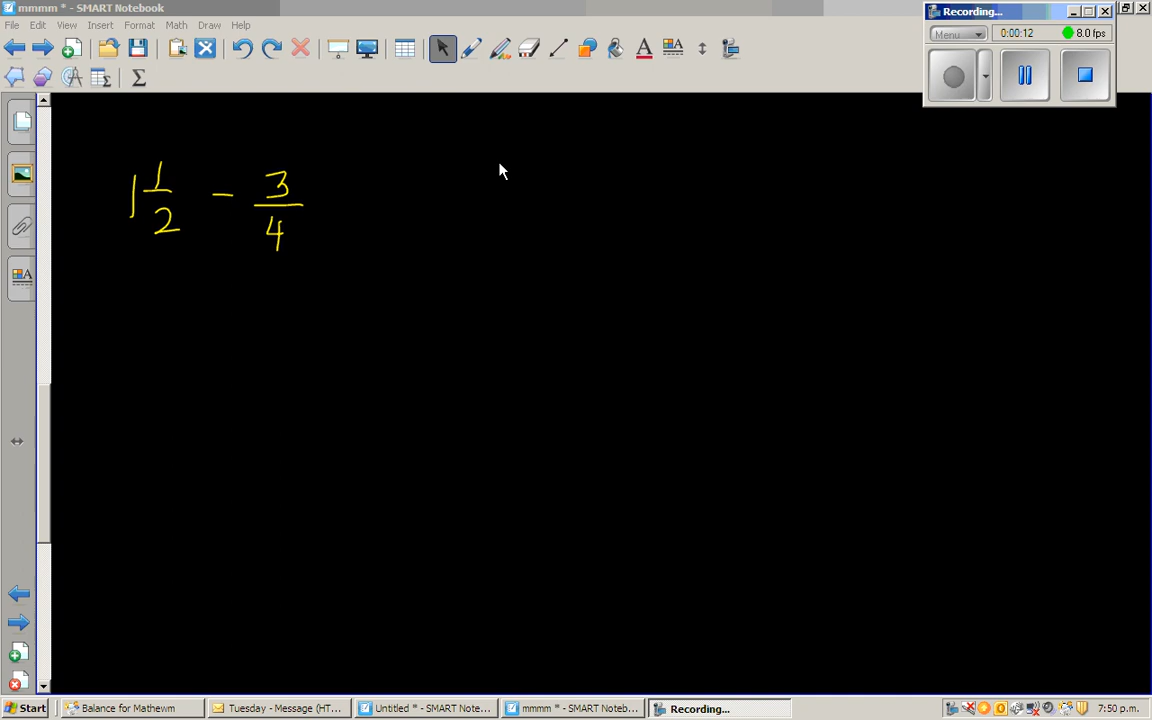 mmmm * - SMART Notebook
Recording...
File Edit View Insert Format Math Draw Help
Menu 0:00:12 8.0 fps
1 1/2 - 3/4
Start Balance for Mathewm Tuesday - Message (HT... Untitled * - SMART Note... mmmm * - SMART Noteb... Recording... 7:50 p.m.